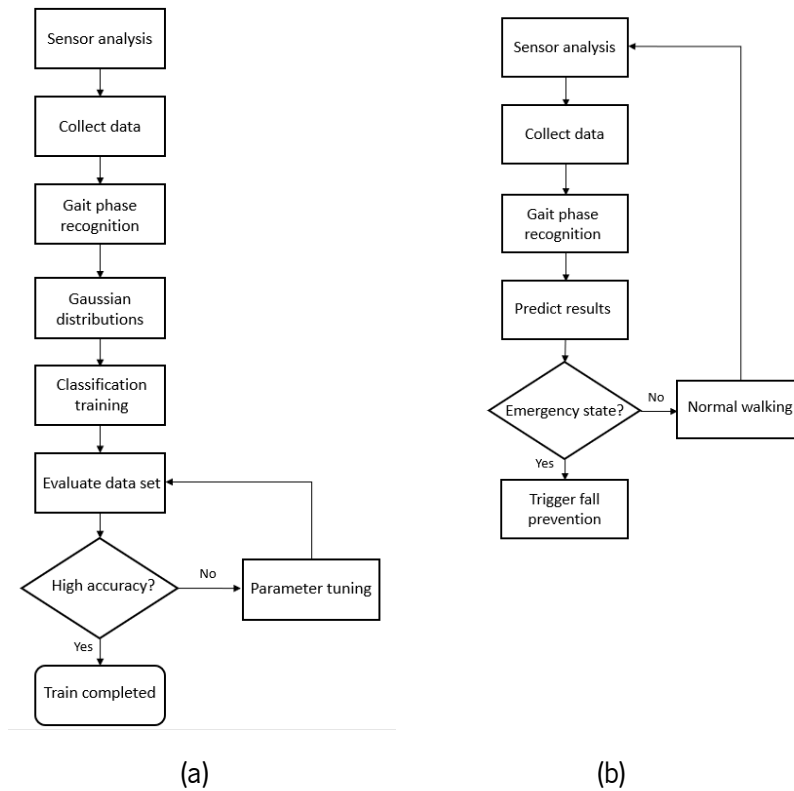 Sensor analysis
Collect data
Gait phase
recognition
Gaussian
distributions
Classification
training
Evaluate data set
High accuracy?
No
Parameter tuning
Yes
Train completed
(a)
Sensor analysis
Collect data
Gait phase
recognition
Predict results
Emergency state?
No
Normal walking
Yes
Trigger fall
prevention
(b)